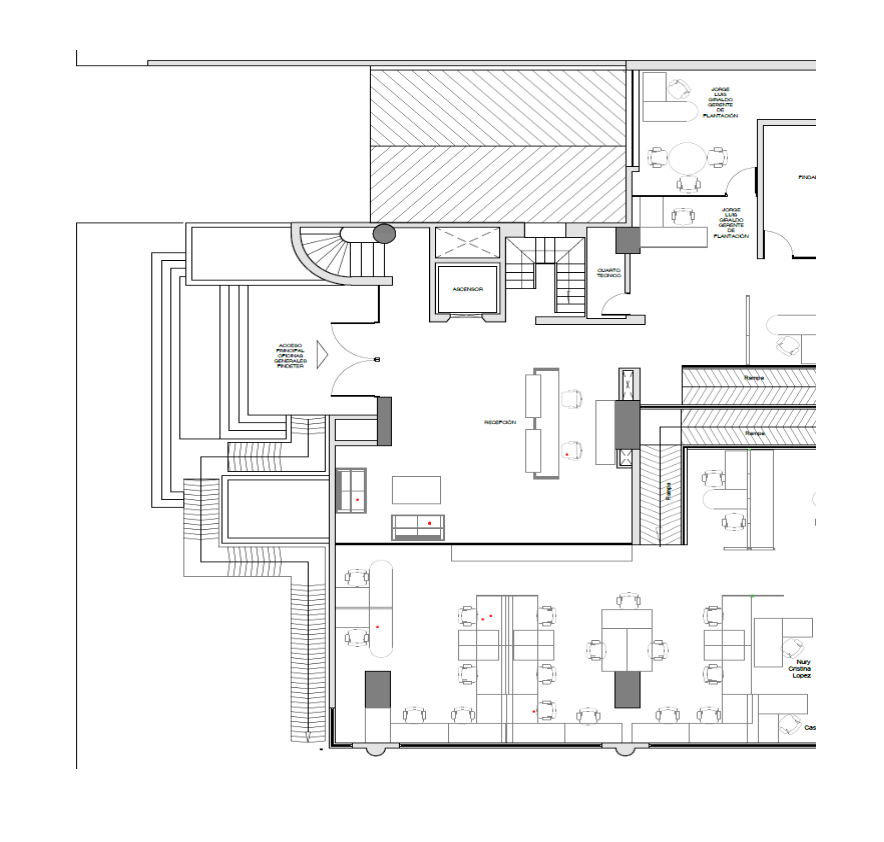 JORGE
LUIS
GIRALDO
GERENTE
DE
PLANTACIÓN
JORGE
LUIS
GIRALDO
GERENTE
DE
PLANTACIÓN
CUARTO
TECNICO
ASCENSOR
ACCESO
PRINCIPAL
OFICINAS
GENERALES
FINDETER
RECEPCIÓN
Rampa
Rampa
Rampa
Nury
Cristina
Lopez
Cas